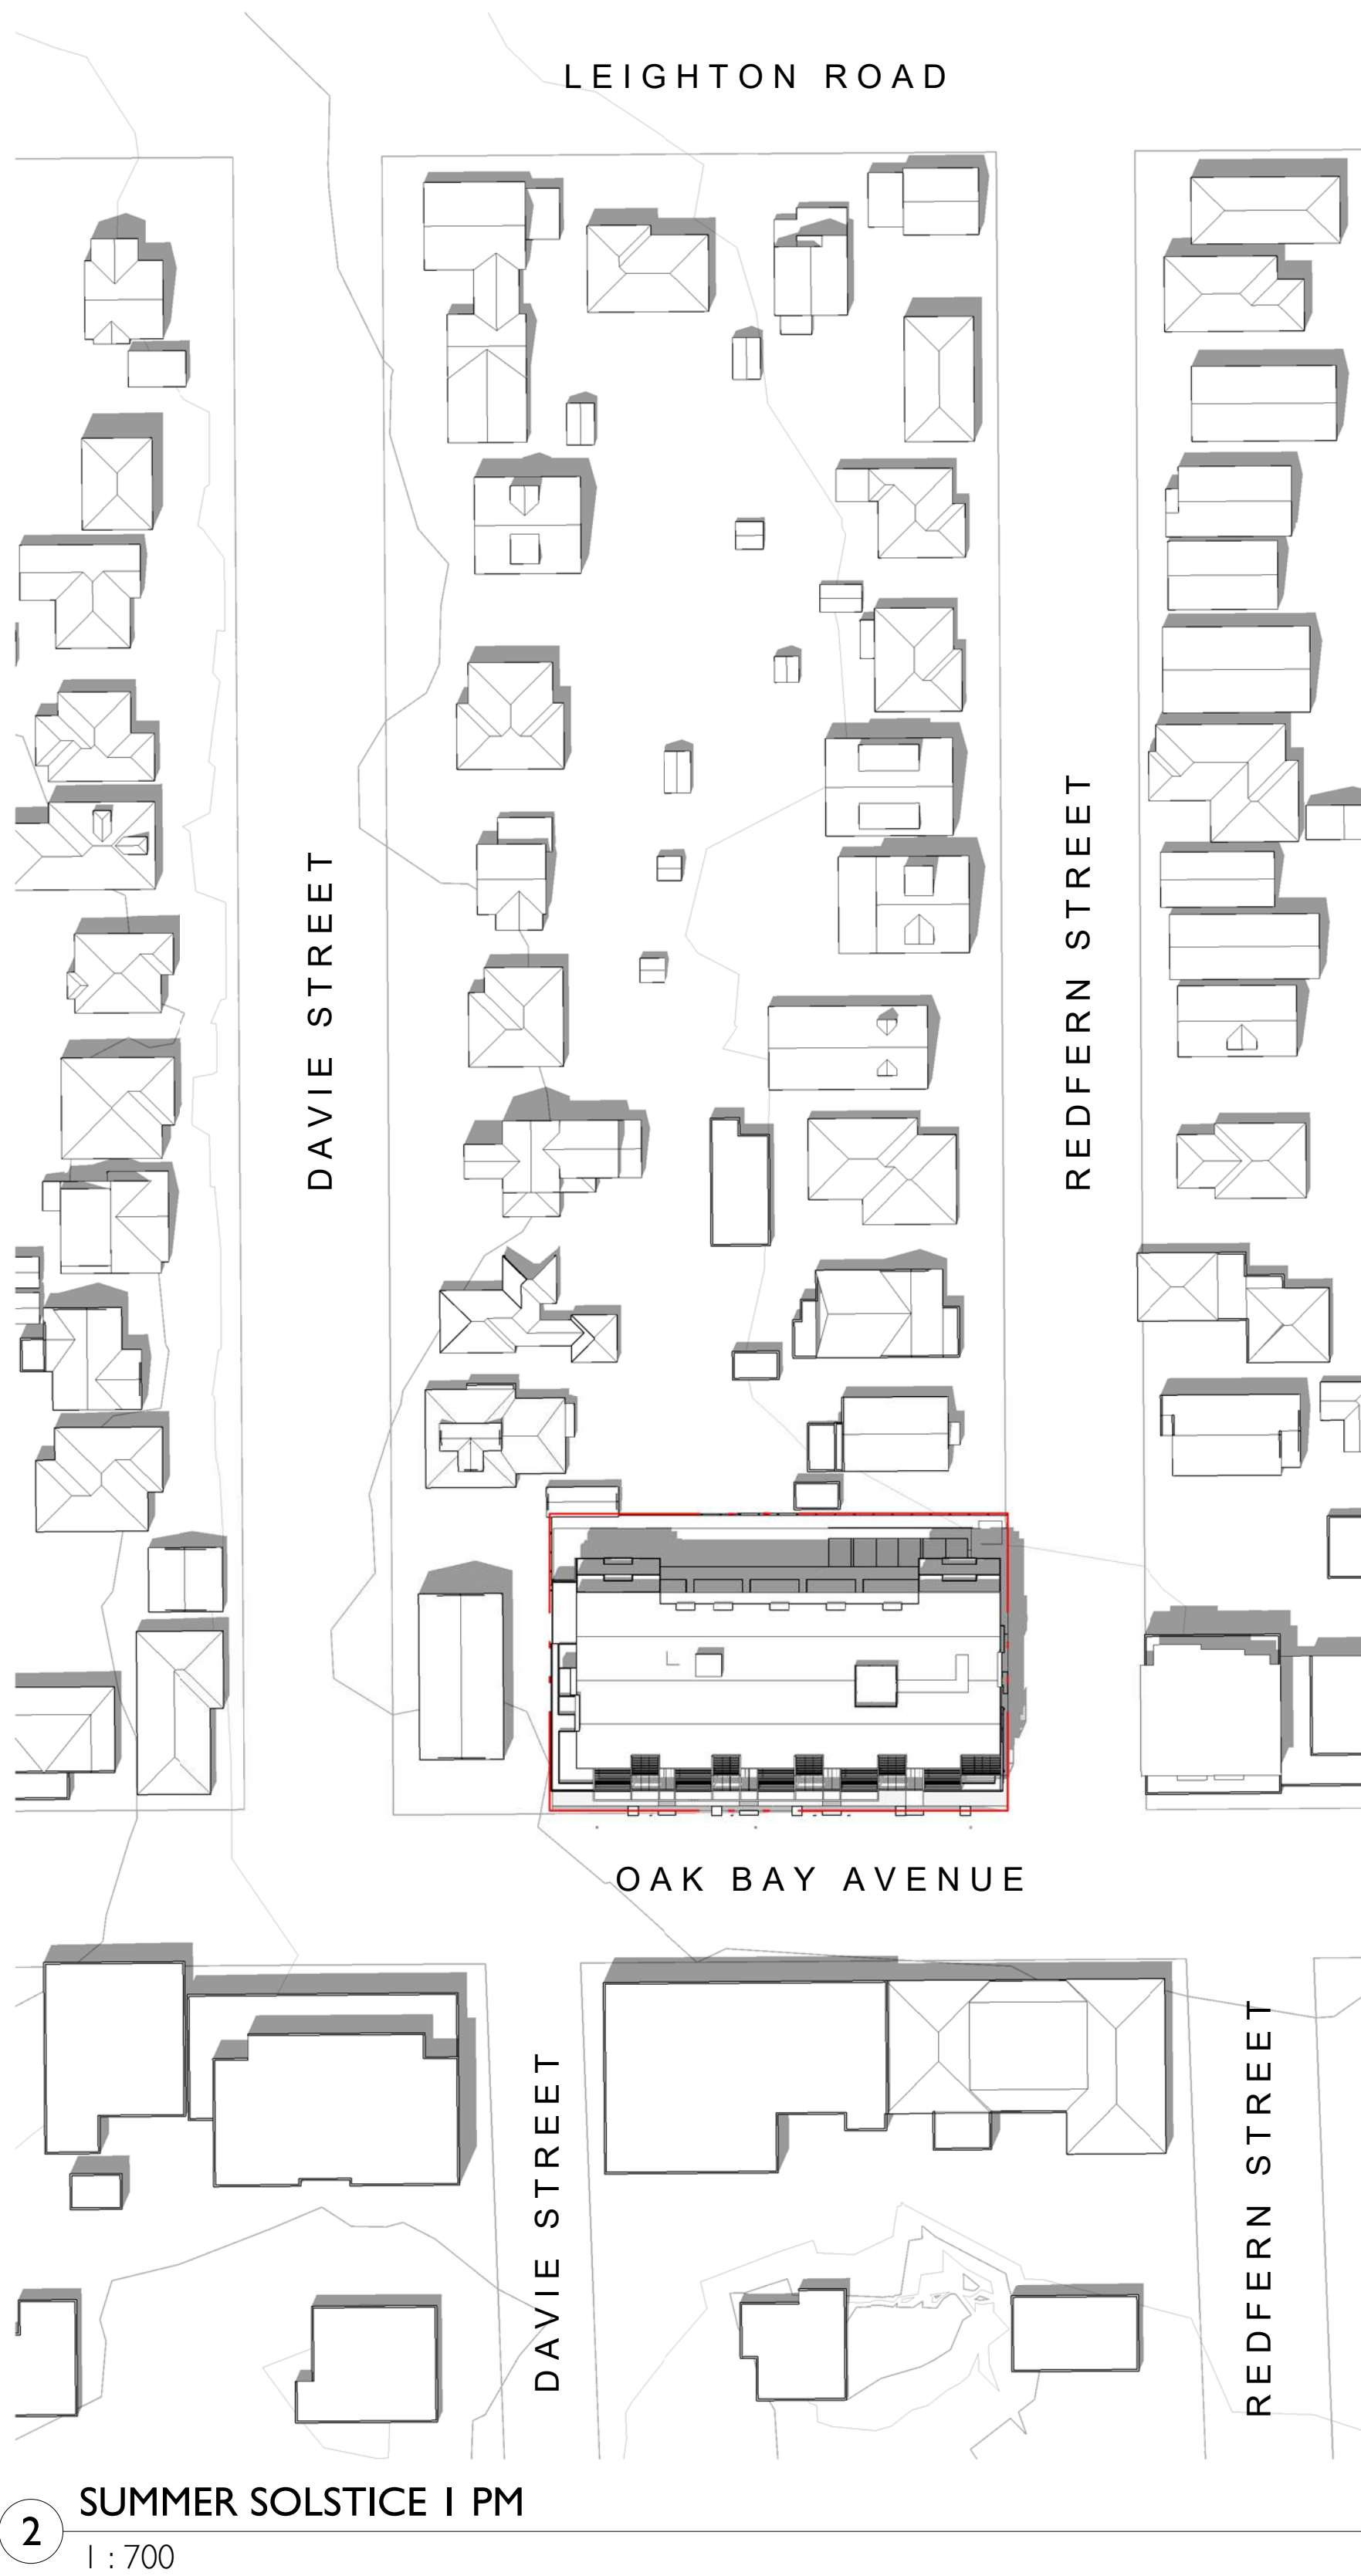 LEIGHTON ROAD
DAVIE STREET
REDFERN STREET
OAK BAY AVENUE
DAVIE STREET
REDFERN STREET
2
SUMMER SOLSTICE 1 PM
1 : 700